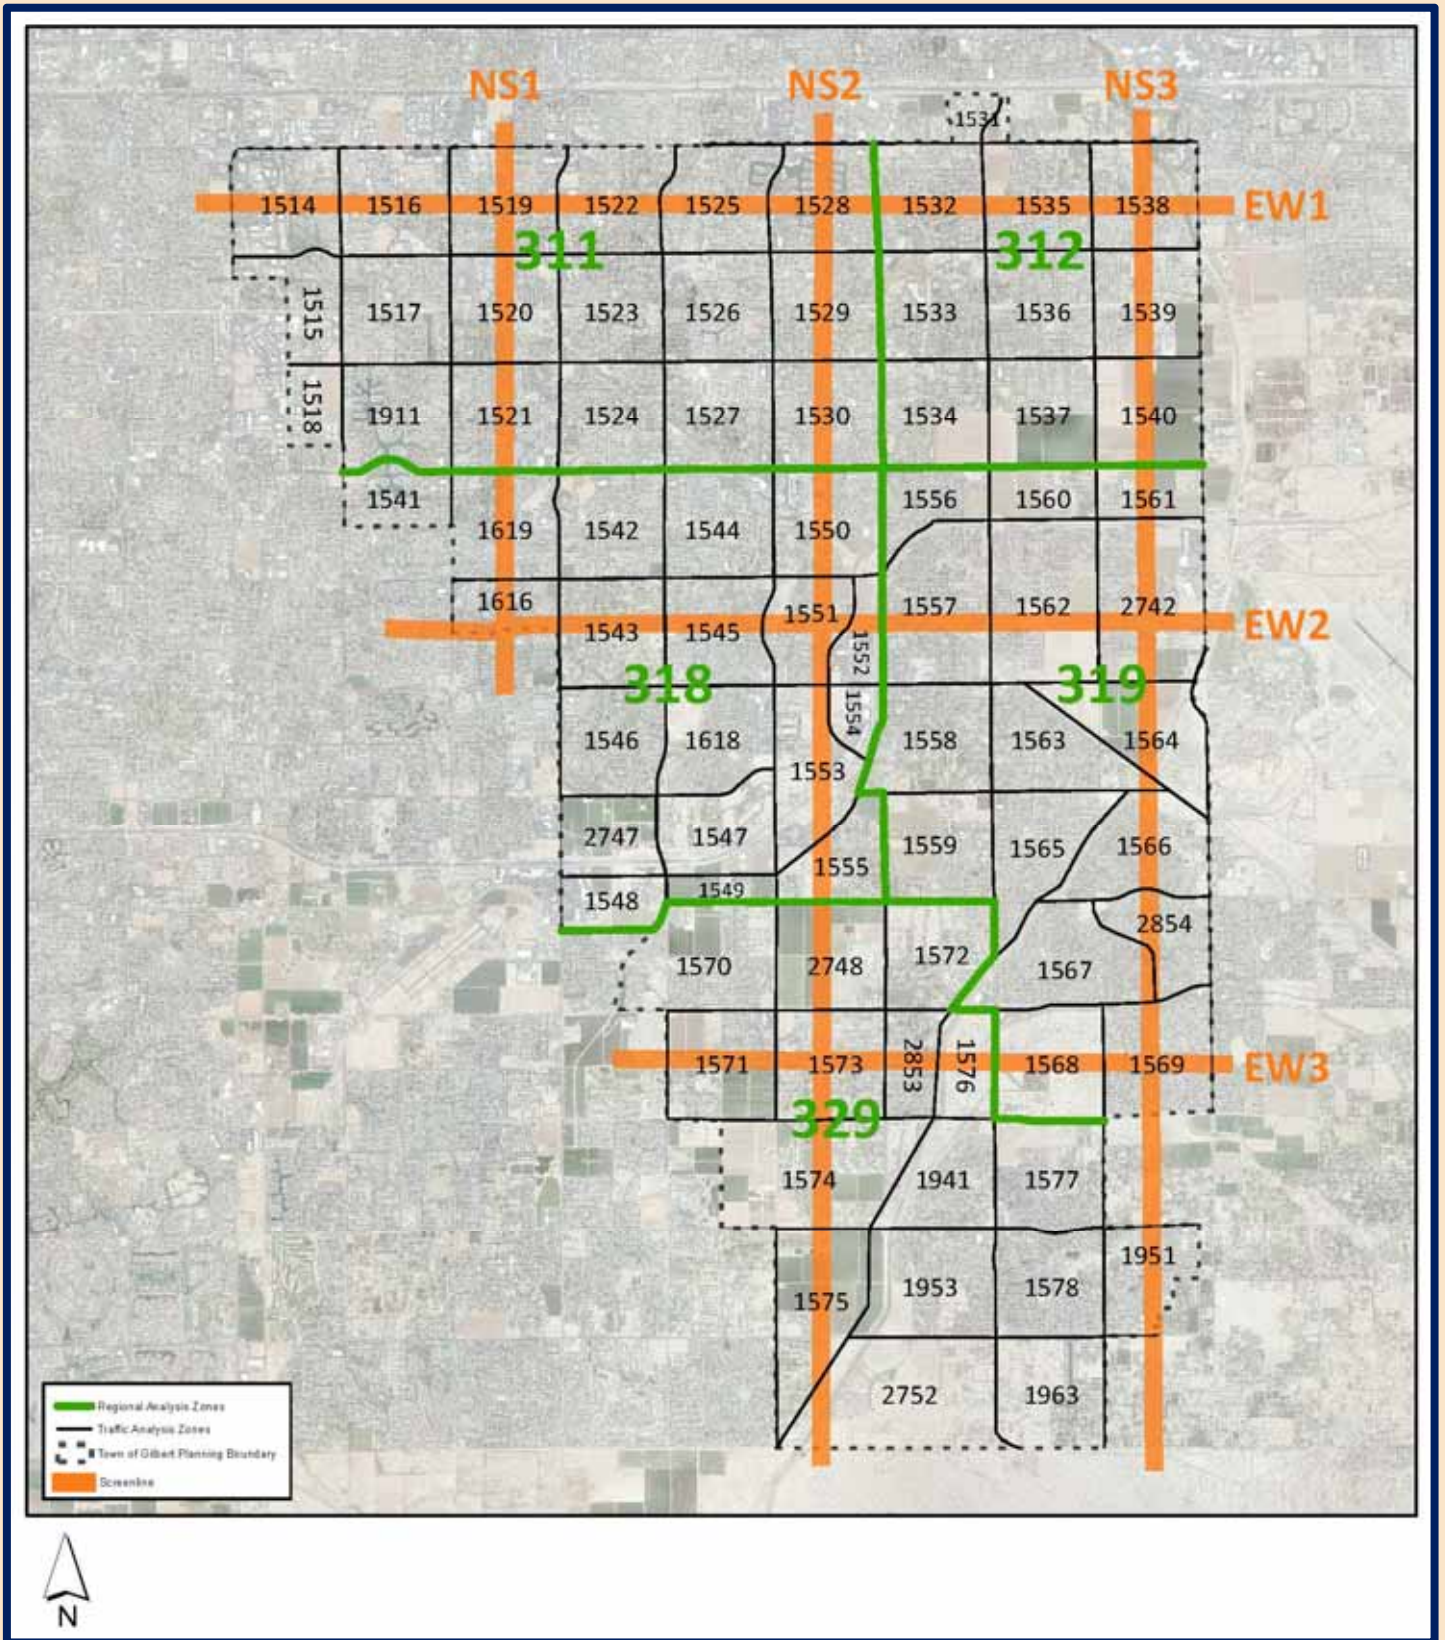 NS1 NS2 NS3
1531
1514 1516 1519 1522 1525 1528 1532 1535 1538 EW1
311 312
1515 1517 1520 1523 1526 1529 1533 1536 1539
1518 1911 1521 1524 1527 1530 1534 1537 1540
1541 1556 1560 1561
1619 1542 1544 1550
1616 1551 1557 1562 2742
1543 1545 1552 EW2
318 319
1554
1546 1618 1558 1563 1564
1553
2747 1547 1555 1559 1565 1566
1548 1549
2854
1570 2748 1572 1567
1571 1573 2853 1576 1568 1569 EW3
329
1574 1941 1577
1951
1575 1953 1578
2752 1963
Regional Analysis Zones
Traffic Analysis Zones
Town of Gilbert Planning Boundary
Screenline
N